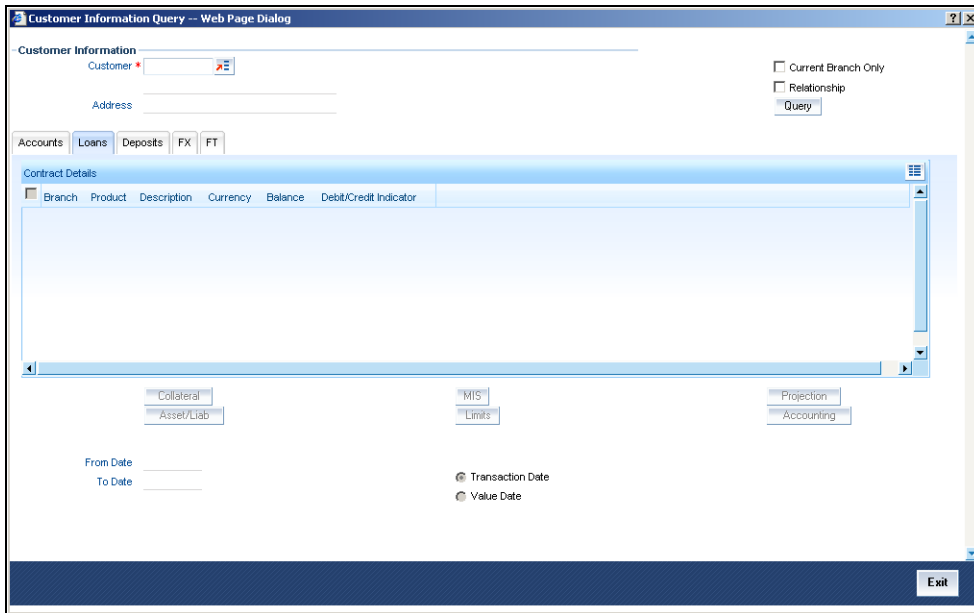 Customer Information Query -- Web Page Dialog
Customer Information
Customer *
Current Branch Only
Relationship
Address
Query
Accounts Loans Deposits FX FT
Contract Details
Branch Product Description Currency Balance Debit/Credit Indicator
Collateral MIS Projection
Asset/Liab Limits Accounting
From Date
Transaction Date
To Date
Value Date
Exit